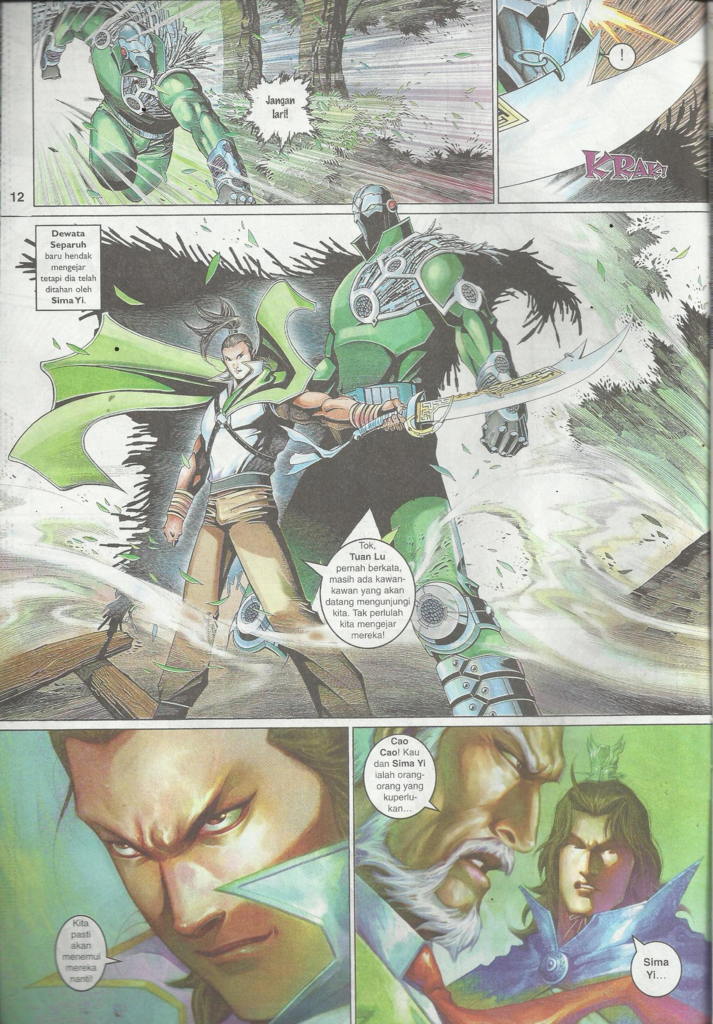 Jangan
lari!
!
KRAK!
12
Dewata
Separuh
baru hendak
mengejar
tetapi dia telah
ditahan oleh
Sima Yi.
Tok,
Tuan Lu
pernah berkata,
masih ada kawan-
kawan yang akan
datang mengunjungi
kita. Tak perlulah
kita mengejar
mereka!
Kita
pasti
akan
menemui
mereka
nanti!
Cao
Cao! Kau
dan Sima Yi
ialah orang-
orang yang
kuperlu-
kan...
Sima
Yi...